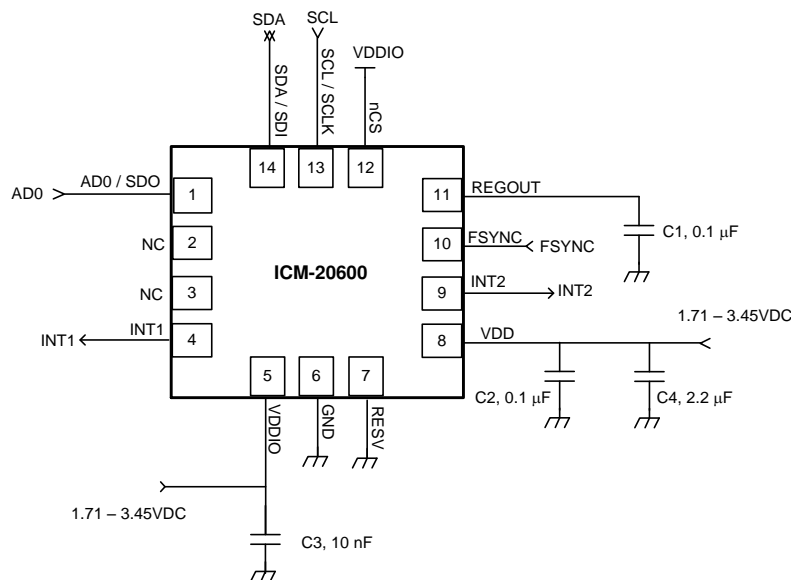 SDA
SCL
VDDIO
SDA / SDI
SCL / SCLK
nCS
14
13
12
AD0
AD0 / SDO
1
11
REGOUT
C1, 0.1 μF
NC
2
10
FSYNC
FSYNC
ICM-20600
NC
3
9
INT2
INT2
INT1
INT1
4
8
VDD
1.71 – 3.45VDC
5
6
7
C2, 0.1 μF
C4, 2.2 μF
VDDIO
GND
RESV
1.71 – 3.45VDC
C3, 10 nF